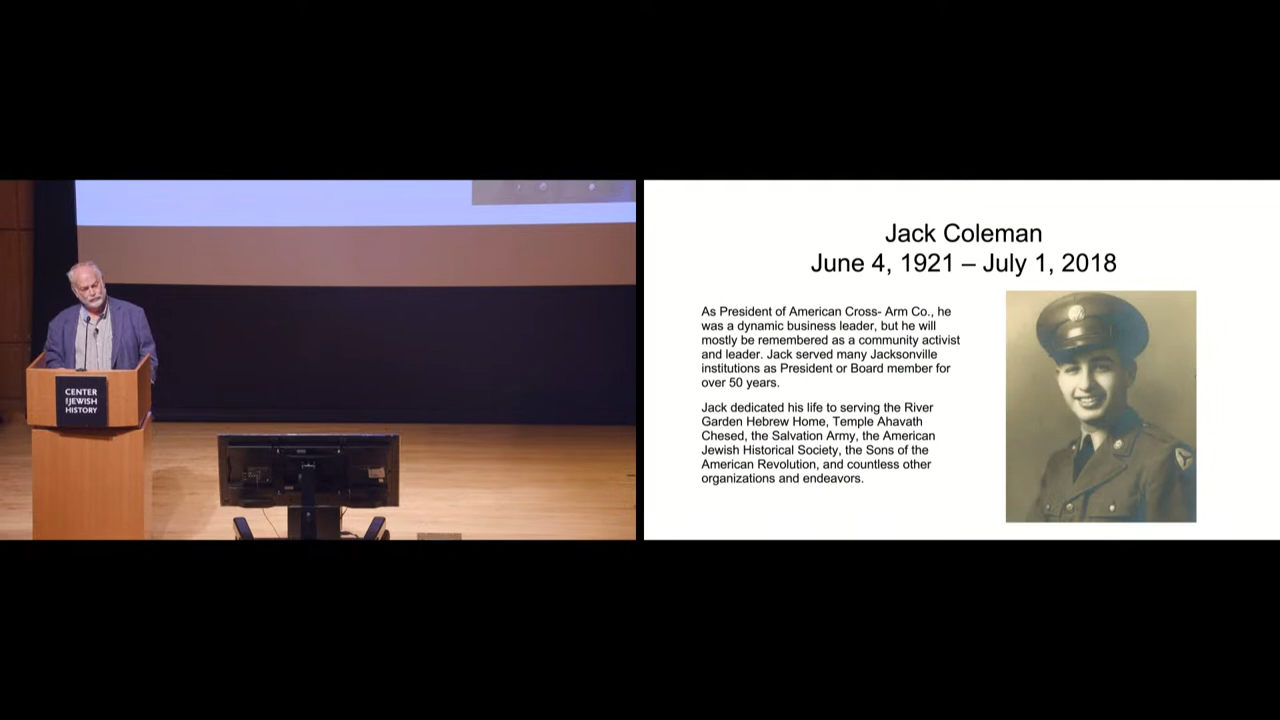 CENTER
FOR JEWISH
HISTORY
Jack Coleman
June 4, 1921 – July 1, 2018
As President of American Cross- Arm Co., he
was a dynamic business leader, but he will
mostly be remembered as a community activist
and leader. Jack served many Jacksonville
institutions as President or Board member for
over 50 years.
Jack dedicated his life to serving the River
Garden Hebrew Home, Temple Ahavath
Chesed, the Salvation Army, the American
Jewish Historical Society, the Sons of the
American Revolution, and countless other
organizations and endeavors.